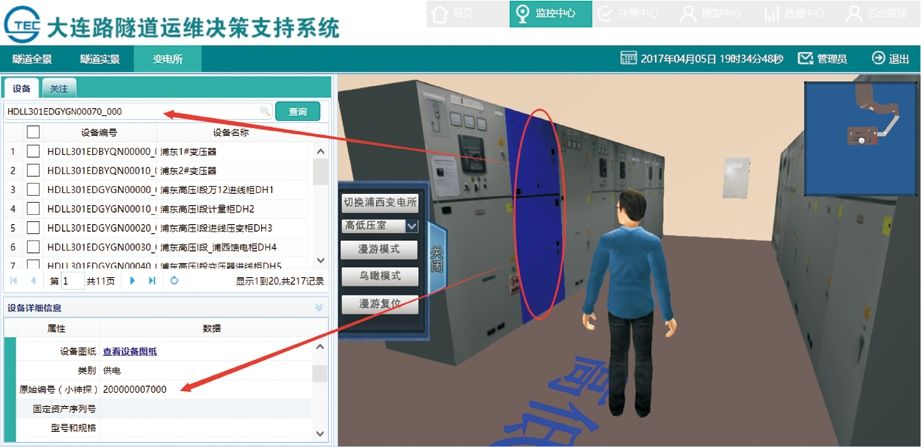 TEC 大连路隧道运维决策支持系统
首页 监控中心 决策中心 模型中心 数据中心 后台管理
隧道全景 隧道实景 变电所 2017年04月05日 19时34分48秒 管理员 退出
设备 关注
HDLL301EDGYGN00070_000 查询
设备编号 设备名称
1 HDLL301EDBYQN00000_( 浦东1#变压器
2 HDLL301EDBYQN00010_( 浦东2#变压器
3 HDLL301EDGYGN00000_( 浦东高压I段万12进线柜DH1
4 HDLL301EDGYGN00010_( 浦东高压I段计量柜DH2
5 HDLL301EDGYGN00020_( 浦东高压I段进线压变柜DH3
6 HDLL301EDGYGN00030_( 浦东高压I段_浦西馈电柜DH4
7 HDLL301EDGYGN00040_( 浦东高压I段变压器进线柜DH5
第 1 共11页 显示1到20,共217记录
设备详细信息
属性 数据
设备图纸 查看设备图纸
类别 供电
原始编号（小神探） 200000007000
固定资产序列号
型号和规格
切换浦西变电所
高低压室
漫游模式
鸟瞰模式
漫游复位
关闭
高低